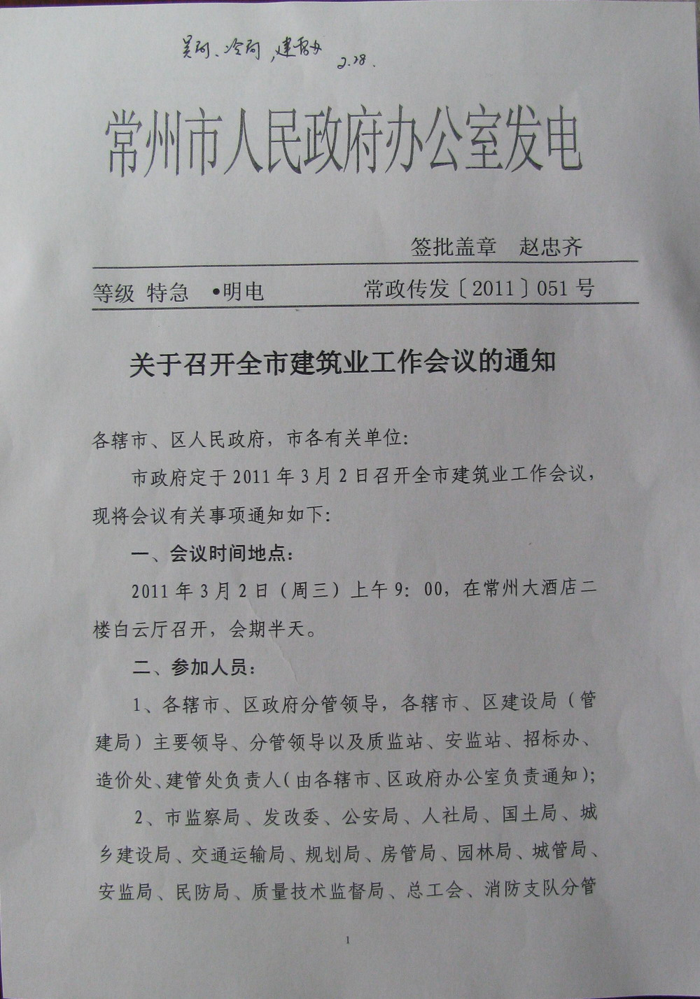 2.28.
常州市人民政府办公室发电
签批盖章 赵忠齐
等级 特急 •明电 常政传发〔2011〕051号
关于召开全市建筑业工作会议的通知
各辖市、区人民政府，市各有关单位：
市政府定于2011年3月2日召开全市建筑业工作会议，
现将会议有关事项通知如下：
一、会议时间地点：
2011年3月2日（周三）上午9：00，在常州大酒店二
楼白云厅召开，会期半天。
二、参加人员：
1、各辖市、区政府分管领导，各辖市、区建设局（管
建局）主要领导、分管领导以及质监站、安监站、招标办、
造价处、建管处负责人（由各辖市、区政府办公室负责通知）；
2、市监察局、发改委、公安局、人社局、国土局、城
乡建设局、交通运输局、规划局、房管局、园林局、城管局、
安监局、民防局、质量技术监督局、总工会、消防支队分管
1